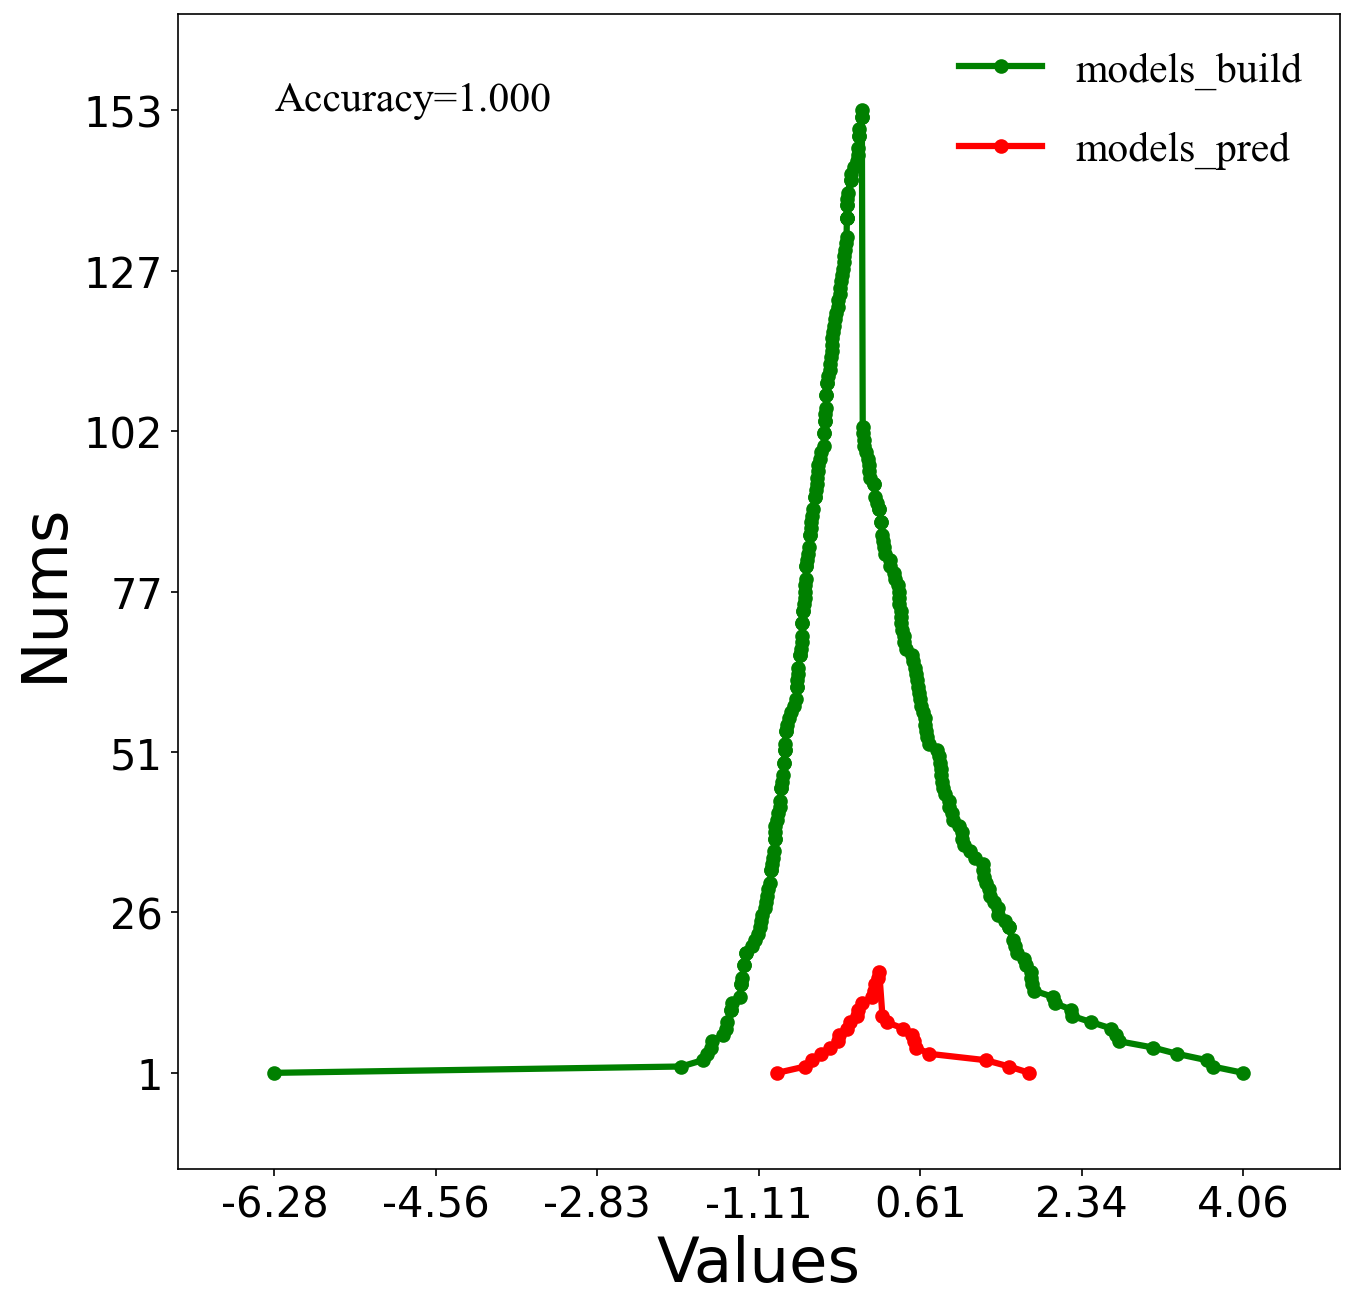 models_build
Accuracy=1.000
models_pred
153
127
102
77
51
26
1
Nums
-6.28 -4.56 -2.83 -1.11 0.61 2.34 4.06
Values